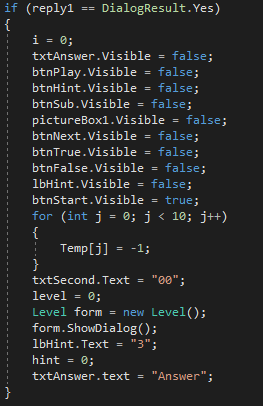 if (reply1 == DialogResult.Yes)
{
i = 0;
txtAnswer.Visible = false;
btnPlay.Visible = false;
btnHint.Visible = false;
btnSub.Visible = false;
pictureBox1.Visible = false;
btnNext.Visible = false;
btnTrue.Visible = false;
btnFalse.Visible = false;
lbHint.Visible = false;
btnStart.Visible = true;
for (int j = 0; j < 10; j++)
{
Temp[j] = -1;
}
txtSecond.Text = "00";
level = 0;
Level form = new Level();
form.ShowDialog();
lbHint.Text = "3";
hint = 0;
txtAnswer.text = "Answer";
}